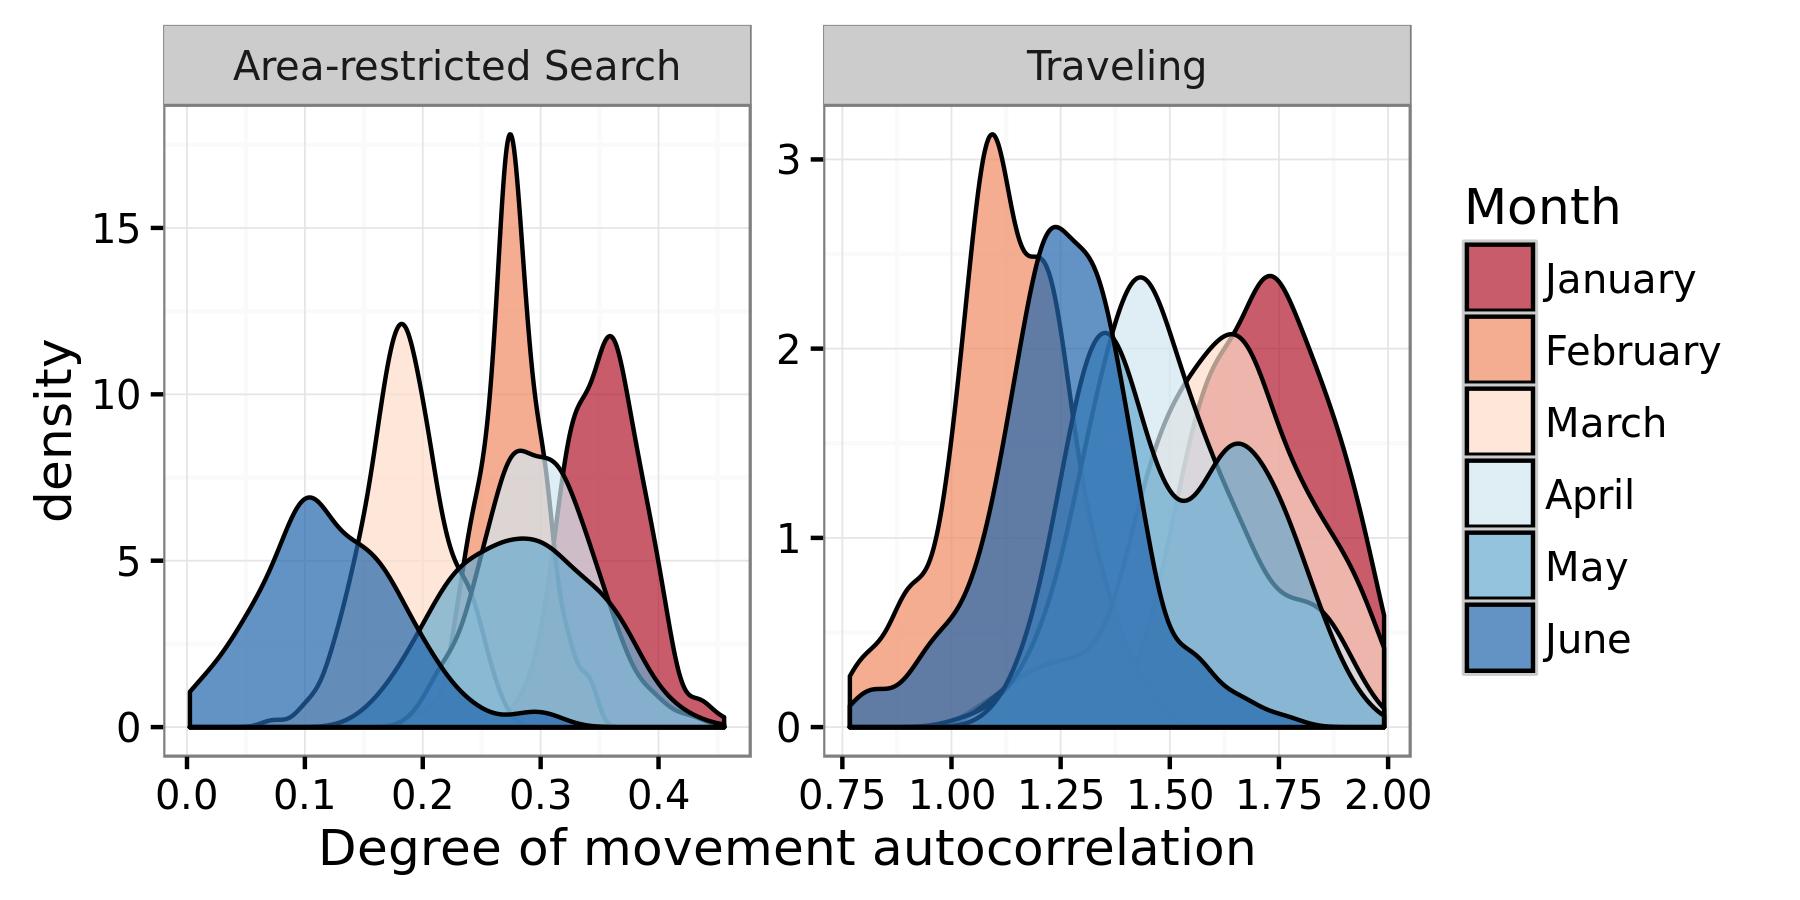 Area-restricted Search
Traveling
density
15
10
5
0
3
2
1
0
0.0 0.1 0.2 0.3 0.4
0.75 1.00 1.25 1.50 1.75 2.00
Degree of movement autocorrelation
Month
January
February
March
April
May
June